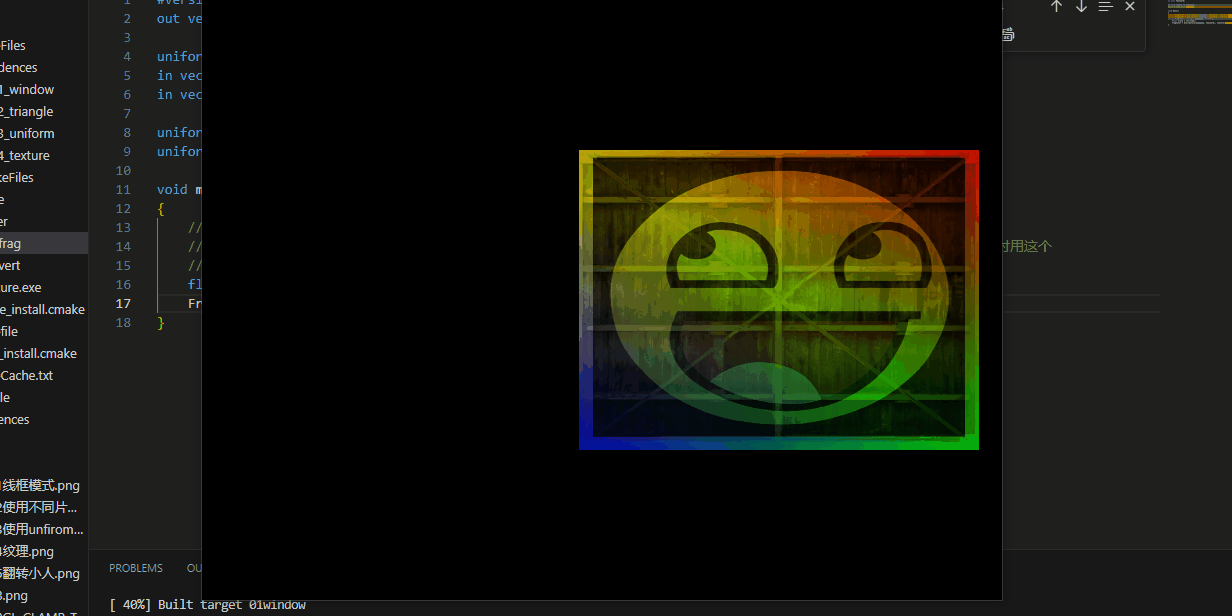 Files
dences
1_window
2_triangle
3_uniform
4_texture
eFiles
e
er
frag
vert
ure.exe
e_install.cmake
file
_install.cmake
Cache.txt
le
ences
线框模式.png
使用不同片...
使用unfirom...
纹理.png
翻转小人.png
.png
1 #versi
2 out ve
3
4 unifor
5 in vec
6 in vec
7
8 unifor
9 unifor
10
11 void m
12 {
13 //
14 //
15 //
16 fl
17 Fr
18 }
时用这个
PROBLEMS OU
[ 40%] Built target 01window